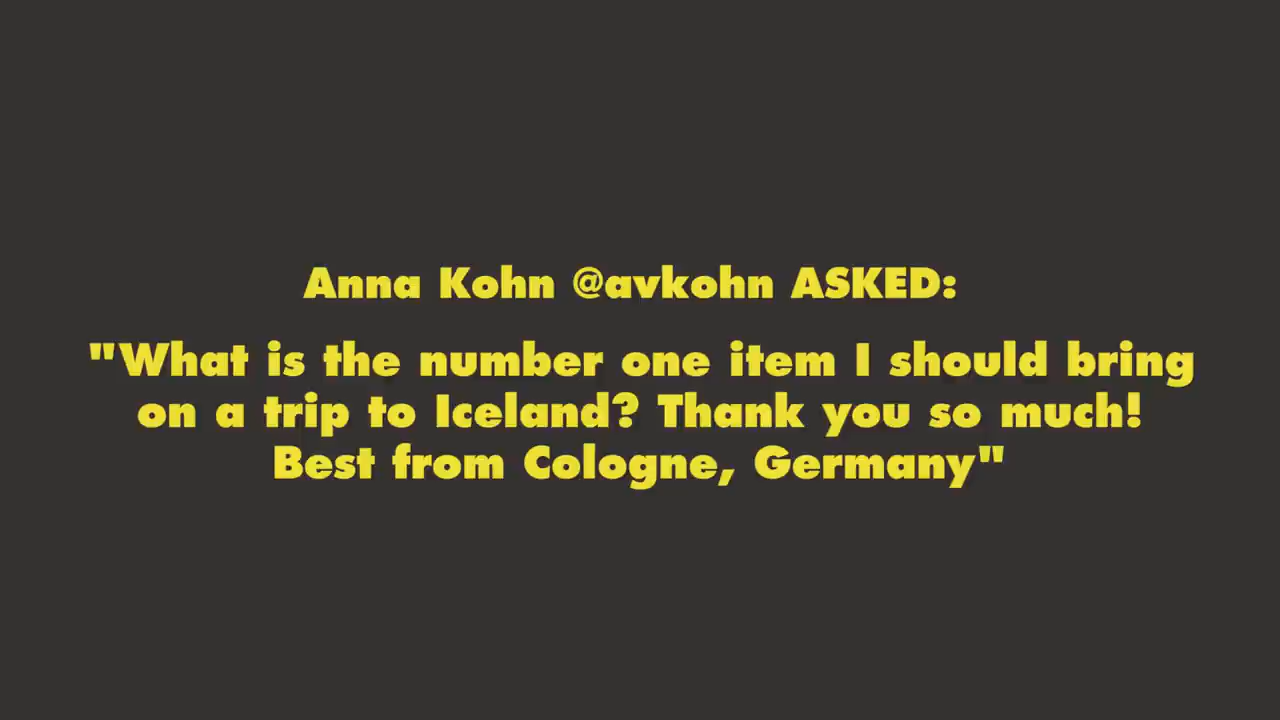 Anna Kohn @avkohn ASKED:
"What is the number one item I should bring
on a trip to Iceland? Thank you so much!
Best from Cologne, Germany"